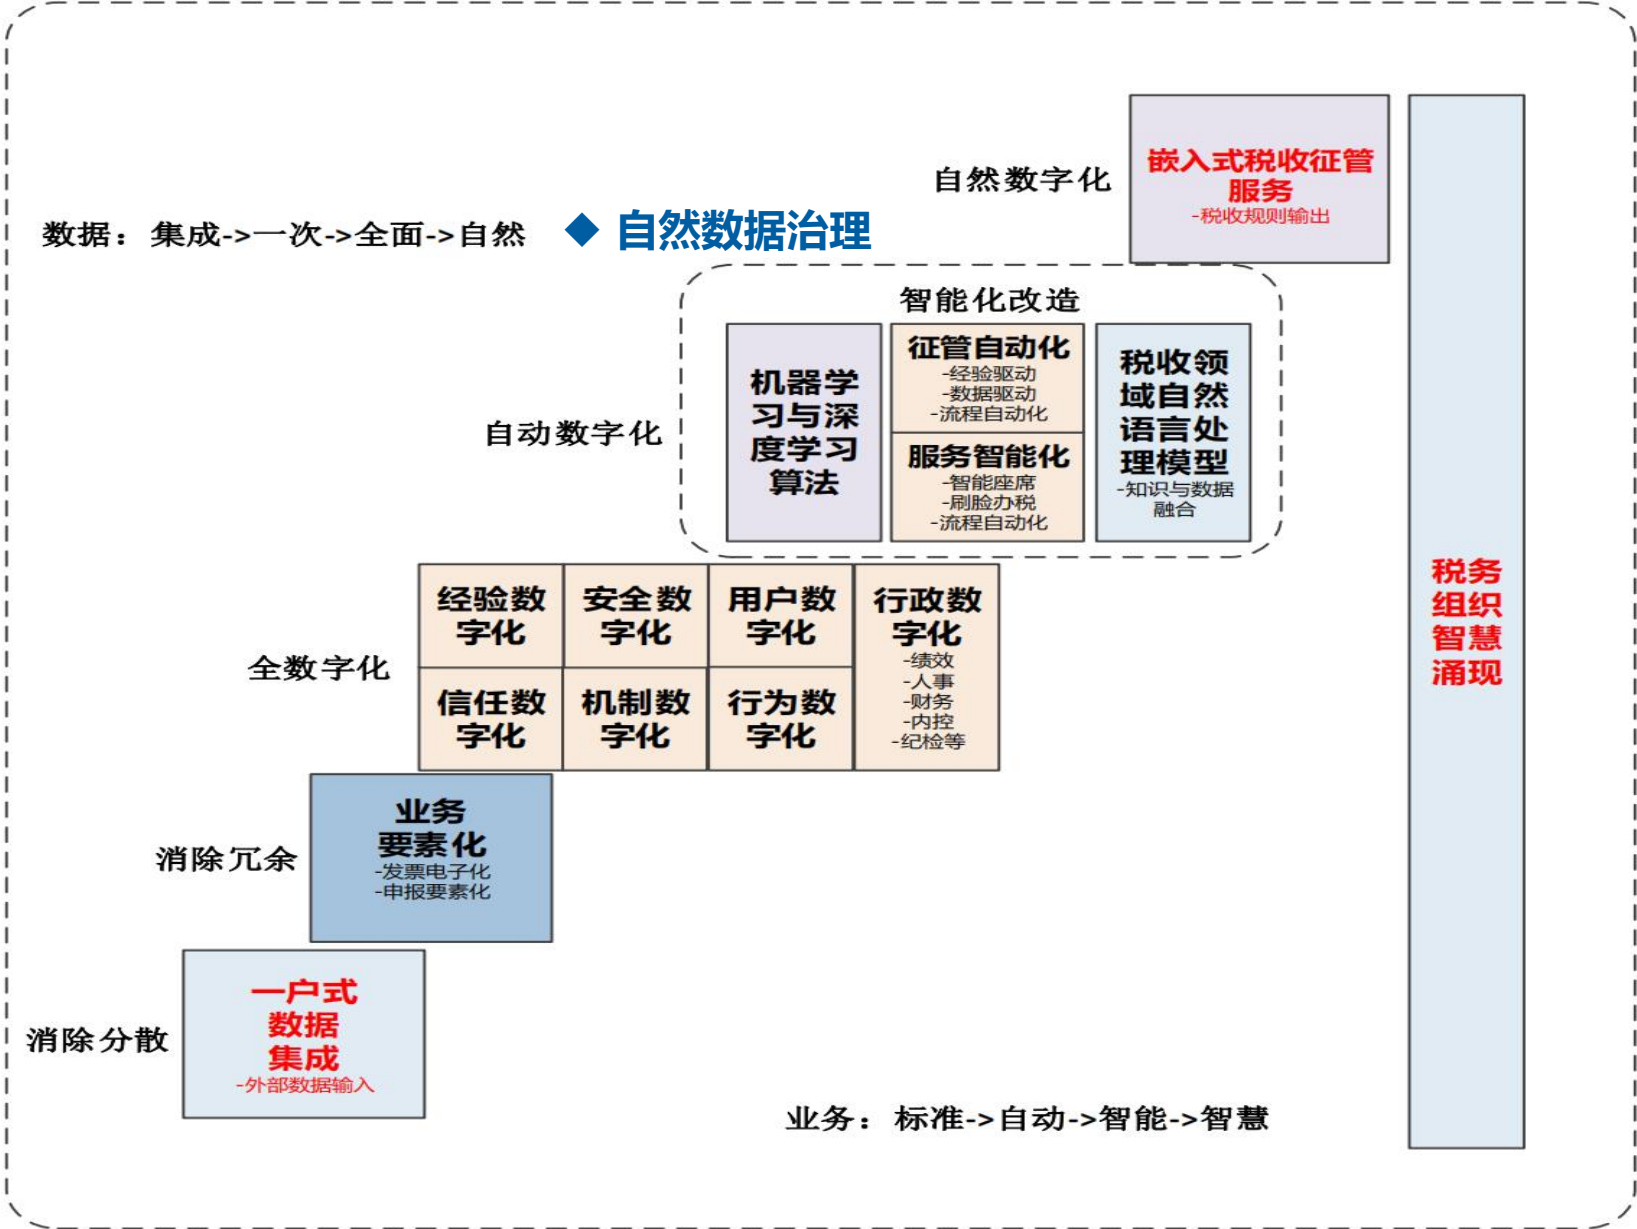 嵌入式税收征管
服务
-税收规则输出
自然数字化
数据：集成->一次->全面->自然
◆ 自然数据治理
智能化改造
自动数字化
机器学
习与深
度学习
算法
征管自动化
-经验驱动
-数据驱动
-流程自动化
服务智能化
-智能座席
-刷脸办税
-流程自动化
税收领
域自然
语言处
理模型
-知识与数据
融合
全数字化
经验数
字化
安全数
字化
用户数
字化
行政数
字化
-绩效
-人事
-财务
-内控
-纪检等
信任数
字化
机制数
字化
行为数
字化
税务
组织
智慧
涌现
消除冗余
业务
要素化
-发票电子化
-申报要素化
消除分散
一户式
数据
集成
-外部数据输入
业务：标准->自动->智能->智慧